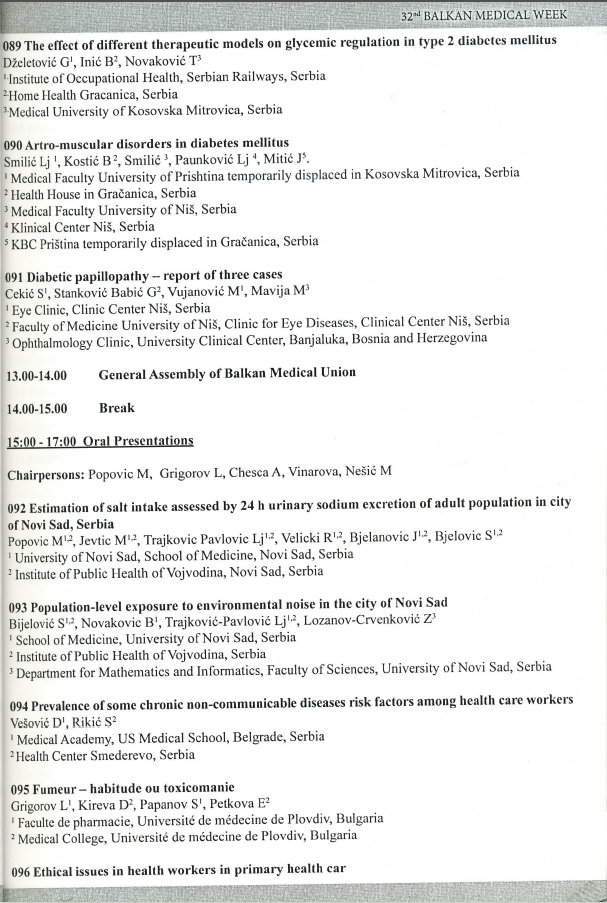 32nd BALKAN MEDICAL WEEK
089 The effect of different therapeutic models on glycemic regulation in type 2 diabetes mellitus
Dželetović G¹, Inić B², Novaković T³
¹·Institute of Occupational Health, Serbian Railways, Serbia
²Home Health Gracanica, Serbia
³·Medical University of Kosovska Mitrovica, Serbia
090 Artro-muscular disorders in diabetes mellitus
Smilić Lj ¹, Kostić B ², Smilić ³, Paunković Lj ⁴, Mitić J⁵.
¹ Medical Faculty University of Prishtina temporarily displaced in Kosovska Mitrovica, Serbia
² Health House in Gračanica, Serbia
³ Medical Faculty University of Niš, Serbia
⁴ Klinical Center Niš, Serbia
⁵ KBC Priština temporarily displaced in Gračanica, Serbia
091 Diabetic papillopathy – report of three cases
Cekić S¹, Stanković Babić G², Vujanović M¹, Mavija M³
¹ Eye Clinic, Clinic Center Niš, Serbia
² Faculty of Medicine University of Niš, Clinic for Eye Diseases, Clinical Center Niš, Serbia
³ Ophthalmology Clinic, University Clinical Center, Banjaluka, Bosnia and Herzegovina
13.00-14.00 General Assembly of Balkan Medical Union
14.00-15.00 Break
15:00 - 17:00 Oral Presentations
Chairpersons: Popovic M, Grigorov L, Chesca A, Vinarova, Nešić M
092 Estimation of salt intake assessed by 24 h urinary sodium excretion of adult population in city
of Novi Sad, Serbia
Popovic M¹,², Jevtic M¹,², Trajkovic Pavlovic Lj¹,², Velicki R¹,², Bjelanovic J¹,², Bjelovic S¹,²
¹ University of Novi Sad, School of Medicine, Novi Sad, Serbia
² Institute of Public Health of Vojvodina, Novi Sad, Serbia
093 Population-level exposure to environmental noise in the city of Novi Sad
Bijelović S¹,², Novakovic B¹, Trajković-Pavlović Lj¹,², Lozanov-Crvenković Z³
¹ School of Medicine, University of Novi Sad, Serbia
² Institute of Public Health of Vojvodina, Serbia
³ Department for Mathematics and Informatics, Faculty of Sciences, University of Novi Sad, Serbia
094 Prevalence of some chronic non-communicable diseases risk factors among health care workers
Vešović D¹, Rikić S²
¹ Medical Academy, US Medical School, Belgrade, Serbia
² Health Center Smederevo, Serbia
095 Fumeur – habitude ou toxicomanie
Grigorov L¹, Kireva D², Papanov S¹, Petkova E²
¹ Faculte de pharmacie, Université de médecine de Plovdiv, Bulgaria
² Medical College, Université de médecine de Plovdiv, Bulgaria
096 Ethical issues in health workers in primary health car